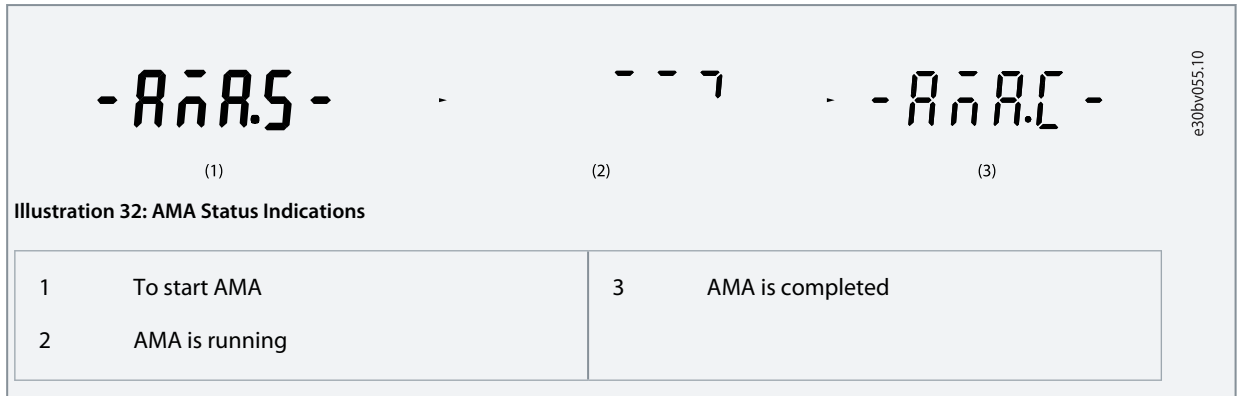 -AMA.S-
-AMA.C-
(1)
(2)
(3)
e30bv055.10
Illustration 32: AMA Status Indications
1 To start AMA
3 AMA is completed
2 AMA is running